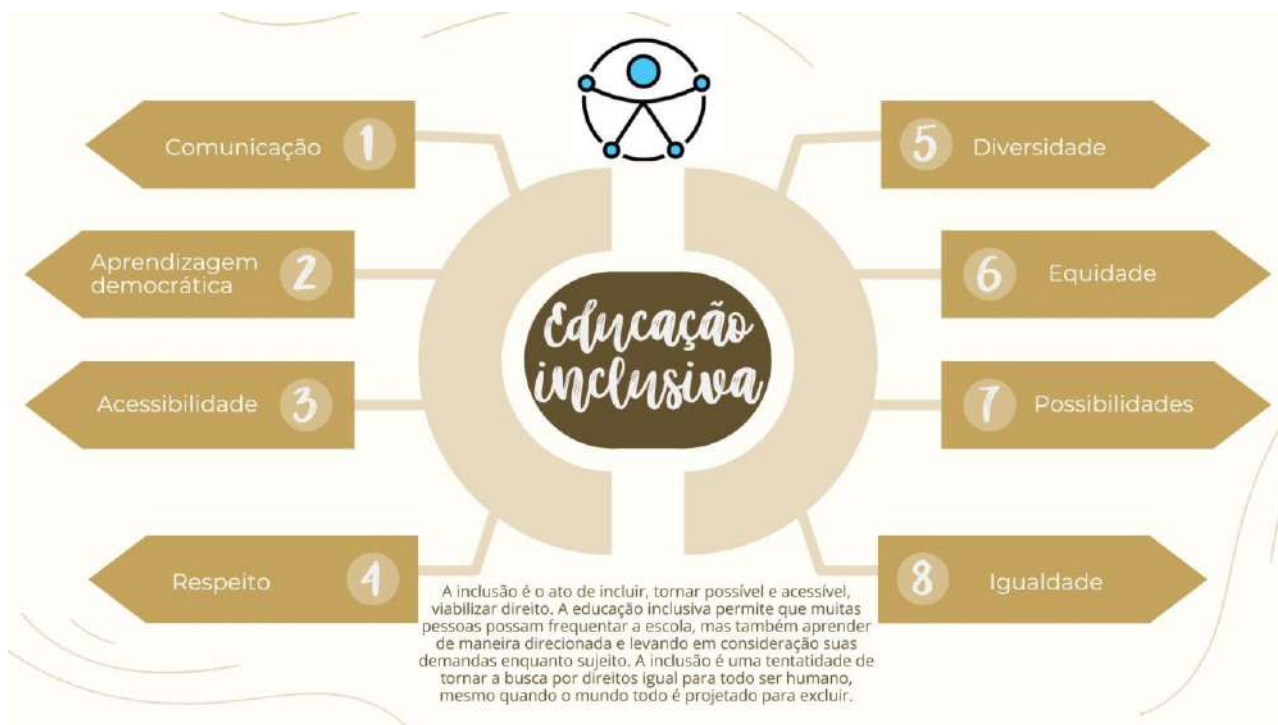 Comunicação 1
Aprendizagem
democrática 2
Acessibilidade 3
Respeito 4
Educação
inclusiva
5 Diversidade
6 Equidade
7 Possibilidades
8 Igualdade
A inclusão é o ato de incluir, tornar possível e acessível,
viabilizar direito. A educação inclusiva permite que muitas
pessoas possam frequentar a escola, mas também aprender
de maneira direcionada e levando em consideração suas
demandas enquanto sujeito. A inclusão é uma tentatidade de
tornar a busca por direitos igual para todo ser humano,
mesmo quando o mundo todo é projetado para excluir.